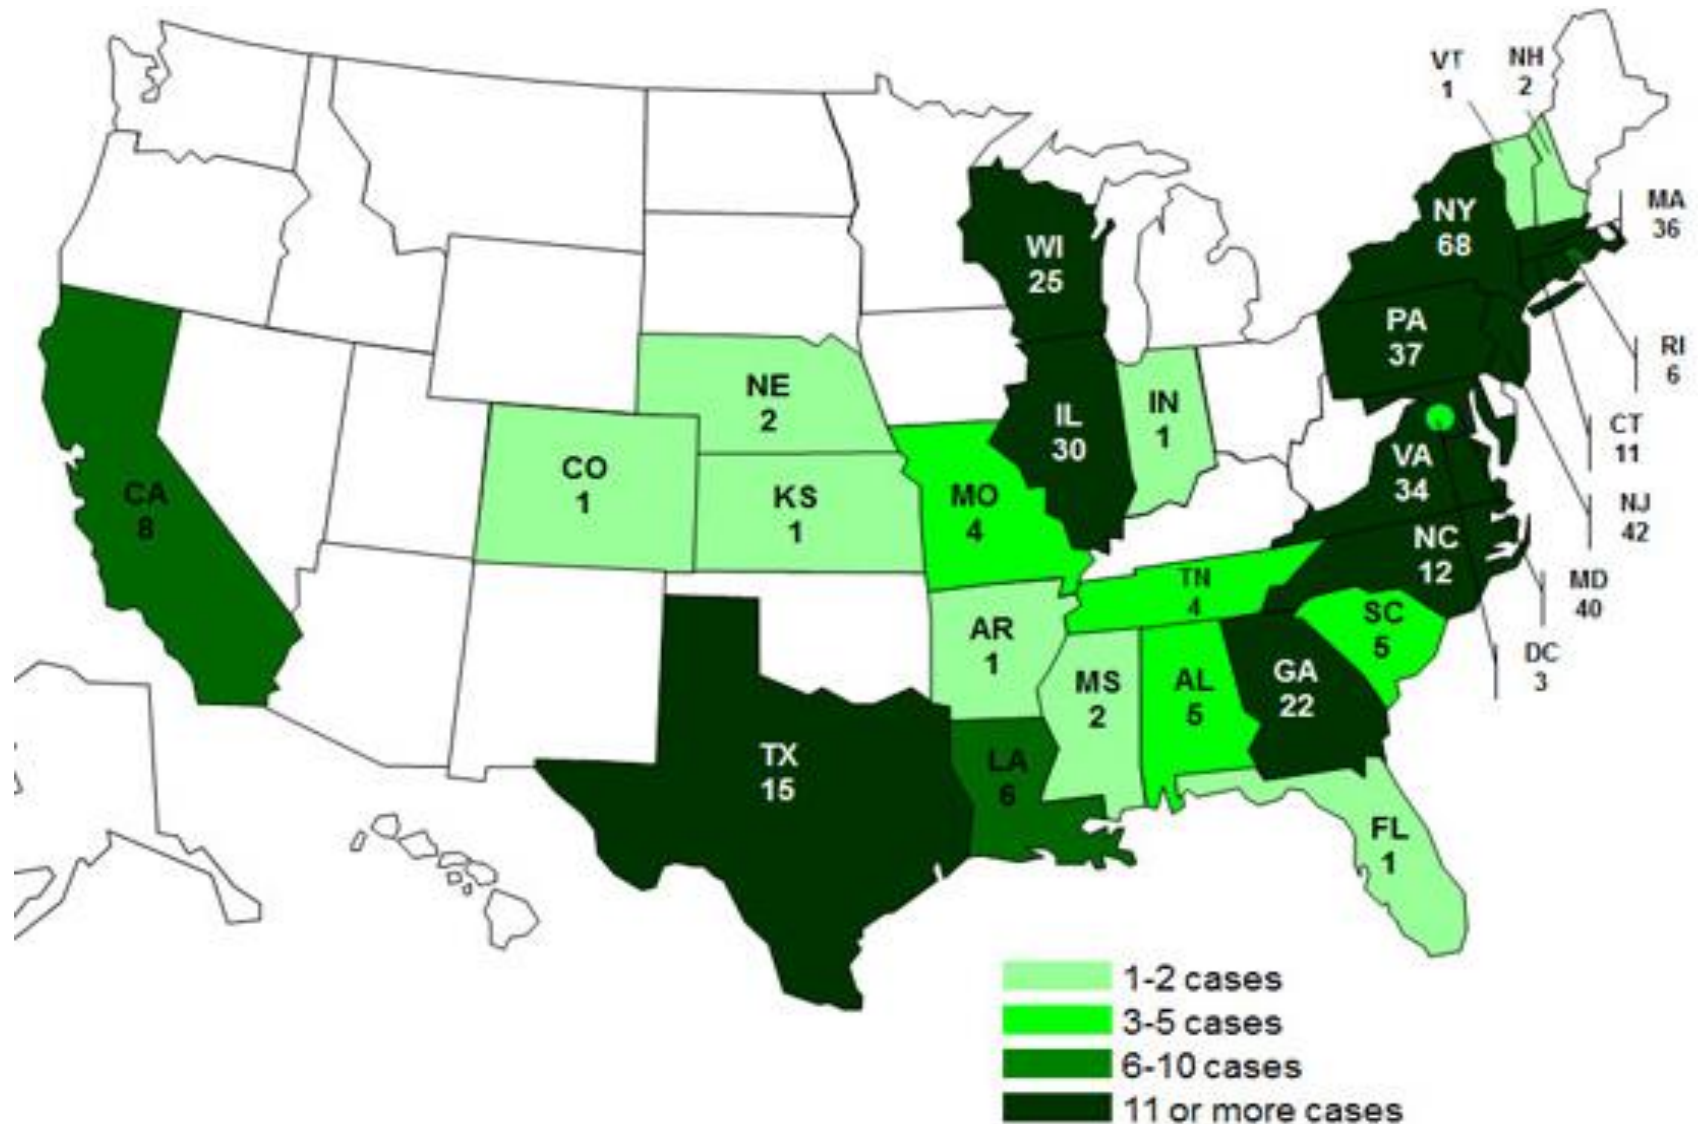 VT
1
NH
2
MA
36
NY
68
WI
25
PA
37
RI
6
NE
2
IN
1
IL
30
CT
11
VA
34
CO
1
KS
1
MO
4
CA
8
NJ
42
NC
12
MD
40
TN
4
SC
5
AR
1
DC
3
MS
2
AL
5
GA
22
TX
15
LA
6
FL
1
1-2 cases
3-5 cases
6-10 cases
11 or more cases